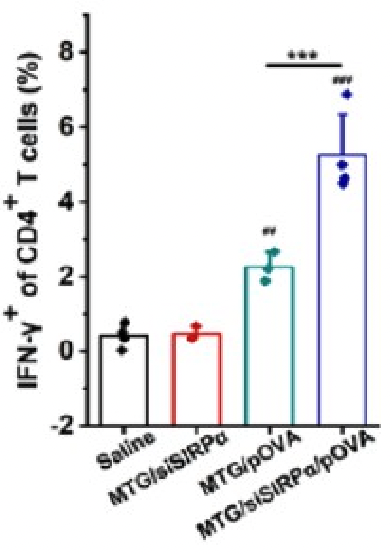 IFN-γ⁺ of CD4⁺ T cells (%)
8
6
4
2
0
-2
***
###
##
Saline
MTG/siSIRPα
MTG/pOVA
MTG/siSIRPα/pOVA